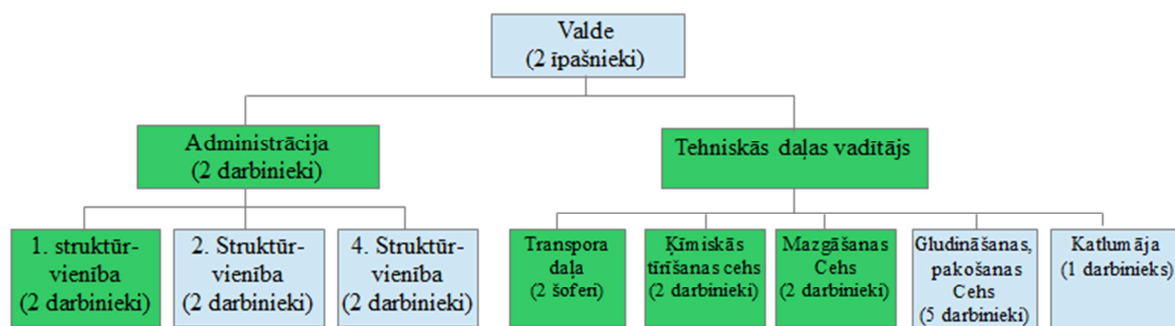 Valde
(2 īpašnieki)
Administrācija
(2 darbinieki)
Tehniskās daļas vadītājs
1. struktūr-
vienība
(2 darbinieki)
2. Struktūr-
vienība
(2 darbinieki)
4. Struktūr-
vienība
(2 darbinieki)
Transpora
daļa
(2 šoferi)
Ķīmiskās
tīrīšanas cehs
(2 darbinieki)
Mazgāšanas
Cehs
(2 darbinieki)
Gludināšanas,
pakošanas
Cehs
(5 darbinieki)
Katlumāja
(1 darbinieks)